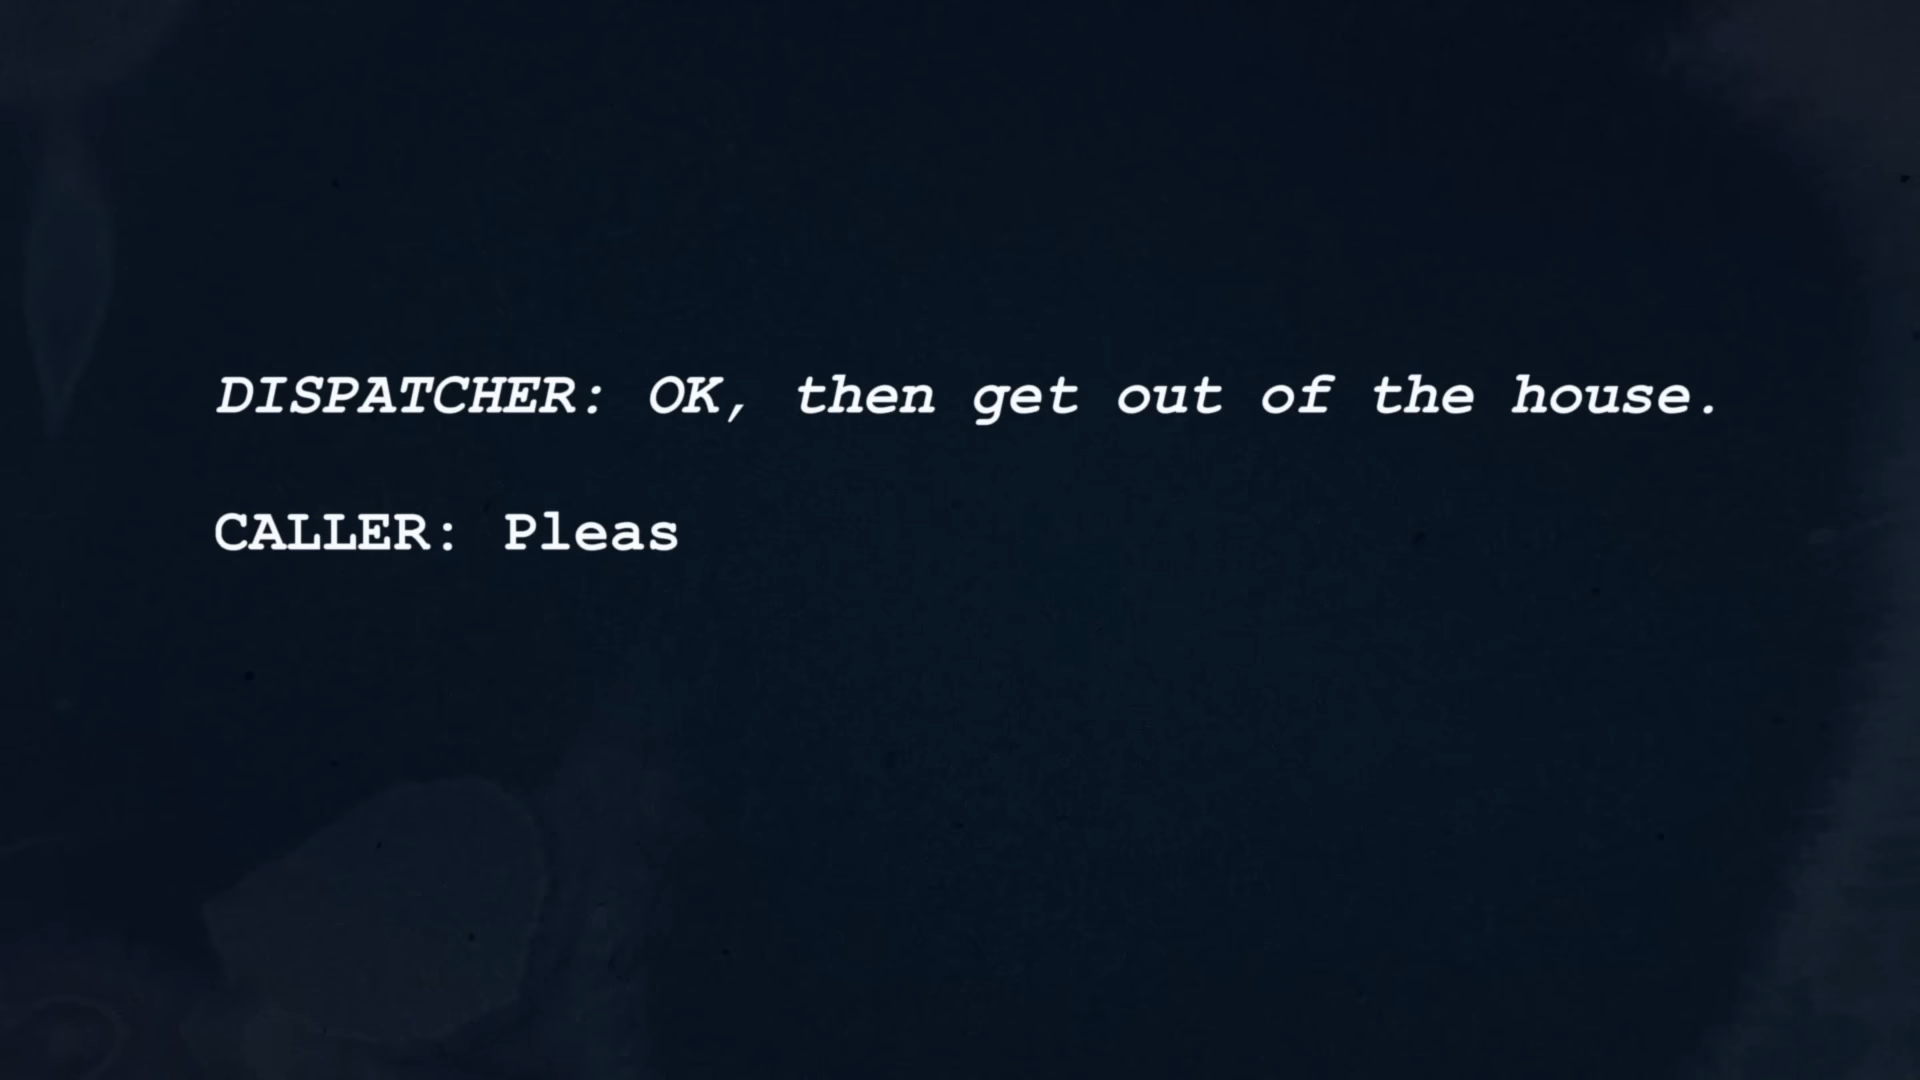 DISPATCHER: OK, then get out of the house.
CALLER: Pleas